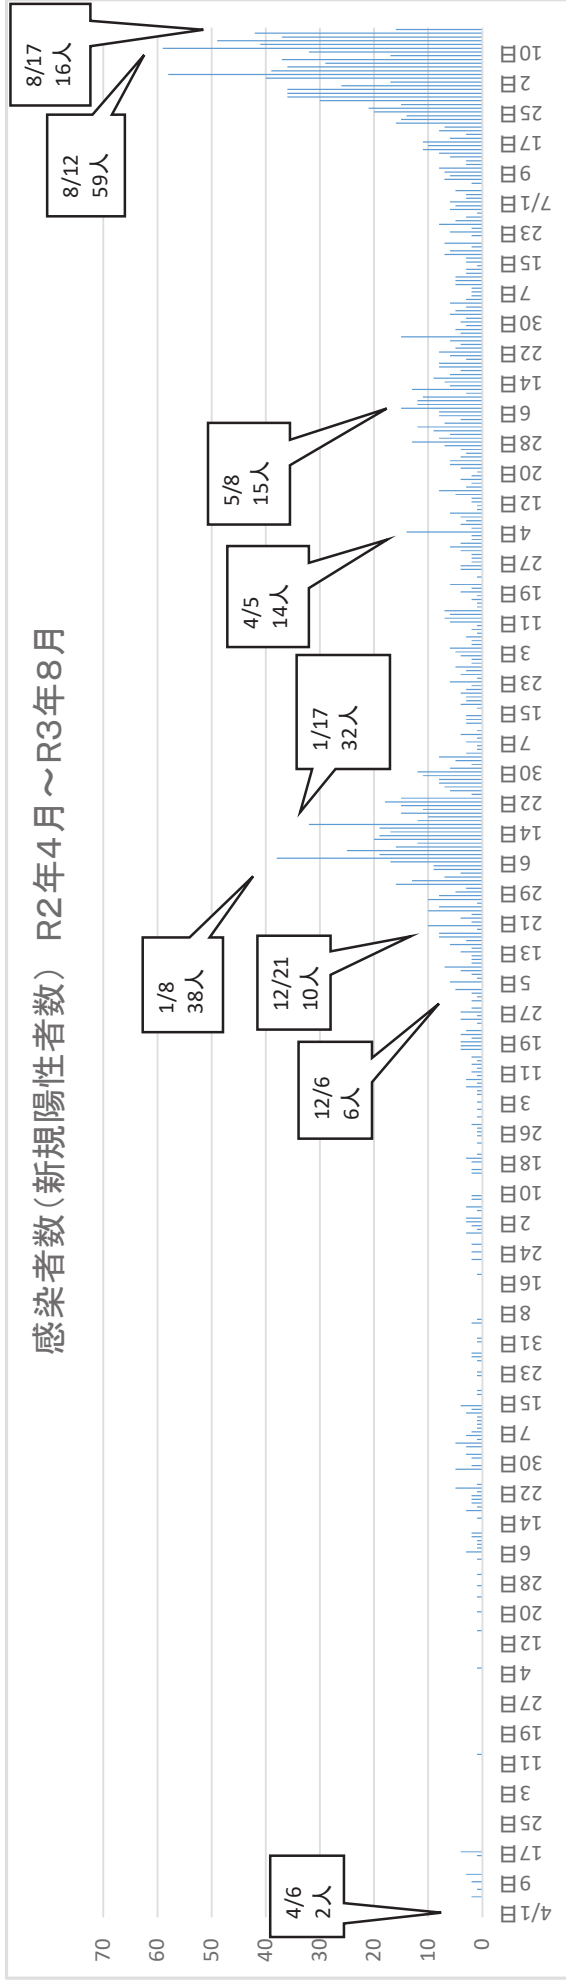 感染者数(新規陽性者数)　R2年4月～R3年8月
70
60
50
40
30
20
10
0
4/6
2人
12/6
6人
12/21
10人
1/8
38人
1/17
32人
4/5
14人
5/8
15人
8/12
59人
8/17
16人
4/1日
9日
17日
25日
3日
11日
19日
27日
4日
12日
20日
28日
6日
14日
22日
30日
7日
15日
23日
31日
8日
16日
24日
2日
10日
18日
26日
3日
11日
19日
27日
5日
13日
21日
29日
6日
14日
22日
30日
7日
15日
23日
3日
11日
19日
27日
4日
12日
20日
28日
6日
14日
22日
30日
7日
15日
23日
7/1日
9日
17日
25日
2日
10日